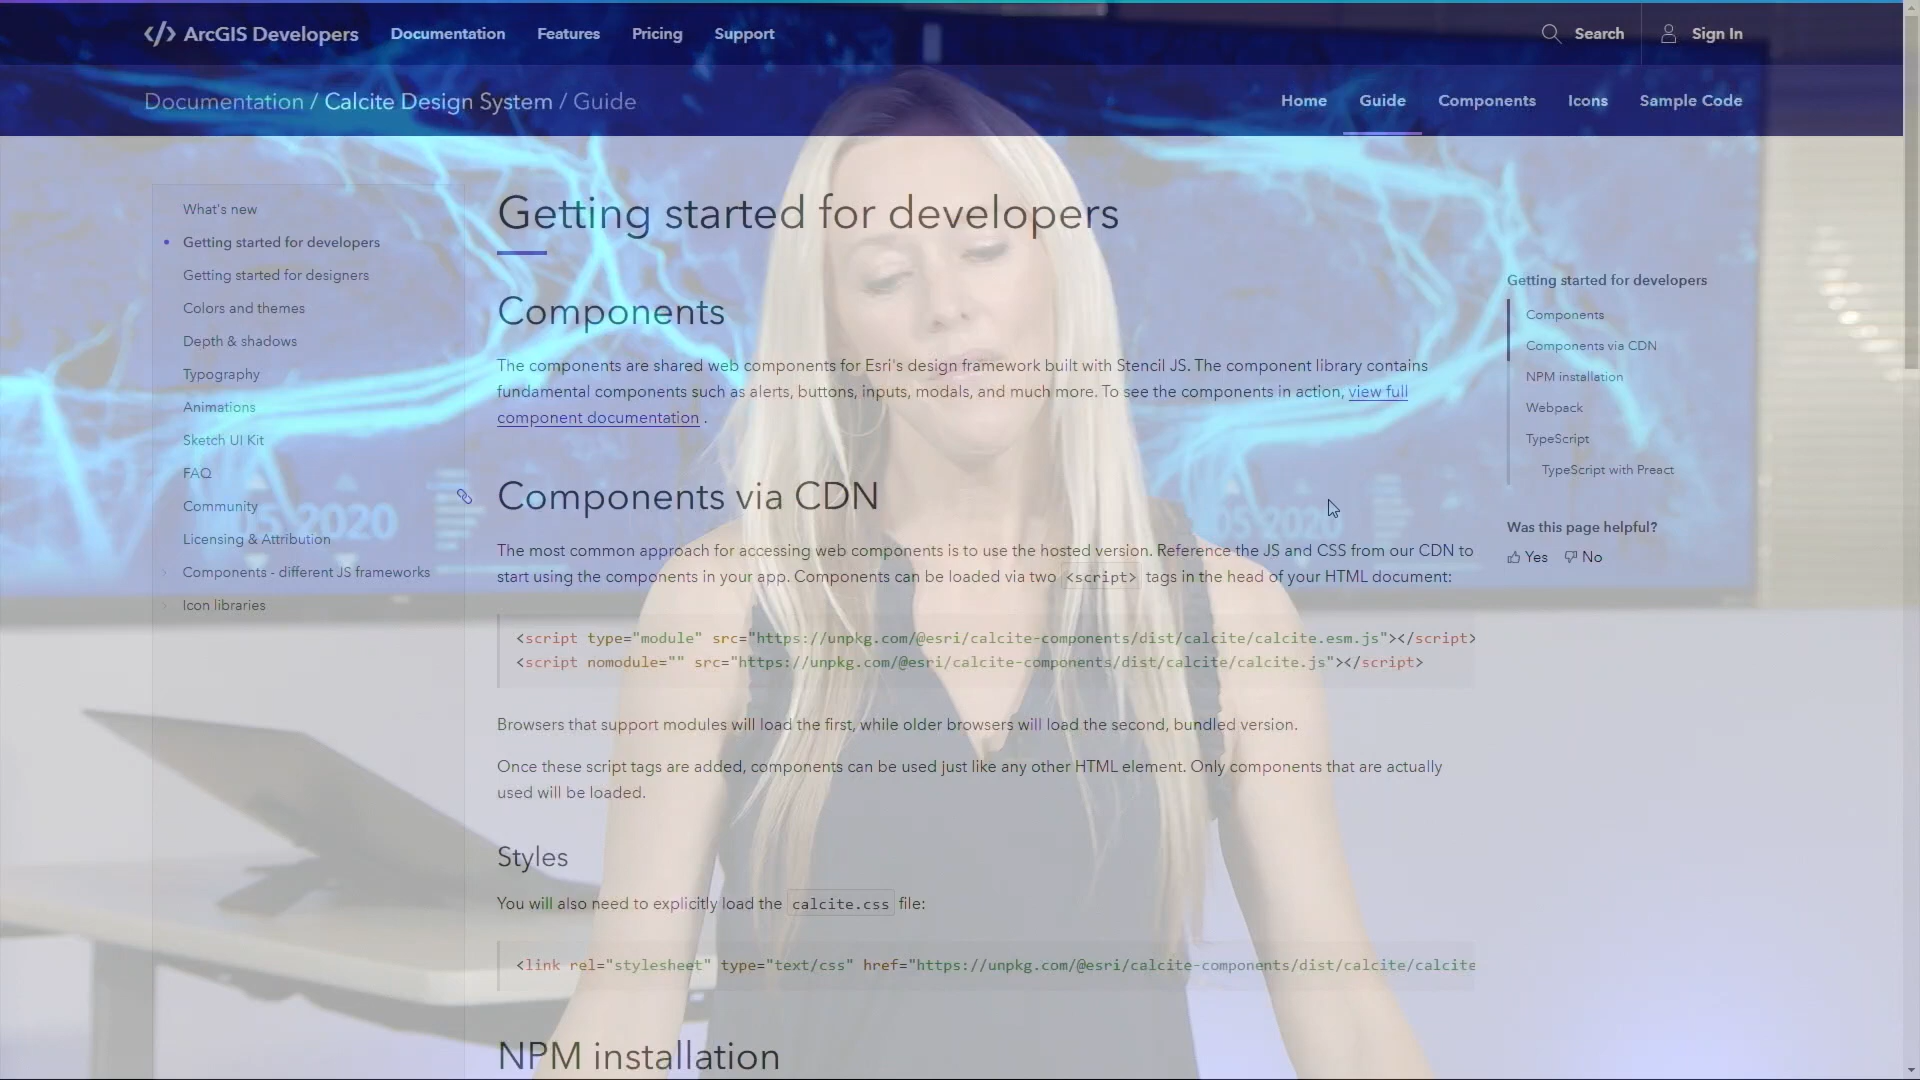 </> ArcGIS Developers Documentation Features Pricing Support Search Sign In
Documentation / Calcite Design System / Guide Home Guide Components Icons Sample Code
What's new
Getting started for developers
Getting started for designers
Colors and themes
Depth & shadows
Typography
Animations
Sketch UI Kit
FAQ
Community
Licensing & Attribution
Components - different JS frameworks
Icon libraries
Getting started for developers
Components
The components are shared web components for Esri's design framework built with Stencil JS. The component library contains
fundamental components such as alerts, buttons, inputs, modals, and much more. To see the components in action, view full
component documentation .
Components via CDN
The most common approach for accessing web components is to use the hosted version. Reference the JS and CSS from our CDN to
start using the components in your app. Components can be loaded via two <script> tags in the head of your HTML document:
<script type="module" src="https://unpkg.com/@esri/calcite-components/dist/calcite/calcite.esm.js"></script>
<script nomodule="" src="https://unpkg.com/@esri/calcite-components/dist/calcite/calcite.js"></script>
Browsers that support modules will load the first, while older browsers will load the second, bundled version.
Once these script tags are added, components can be used just like any other HTML element. Only components that are actually
used will be loaded.
Styles
You will also need to explicitly load the calcite.css file:
<link rel="stylesheet" type="text/css" href="https://unpkg.com/@esri/calcite-components/dist/calcite/calcite
NPM installation
Getting started for developers
Components
Components via CDN
NPM installation
Webpack
TypeScript
TypeScript with Preact
Was this page helpful?
Yes No
05 2020
05 2020